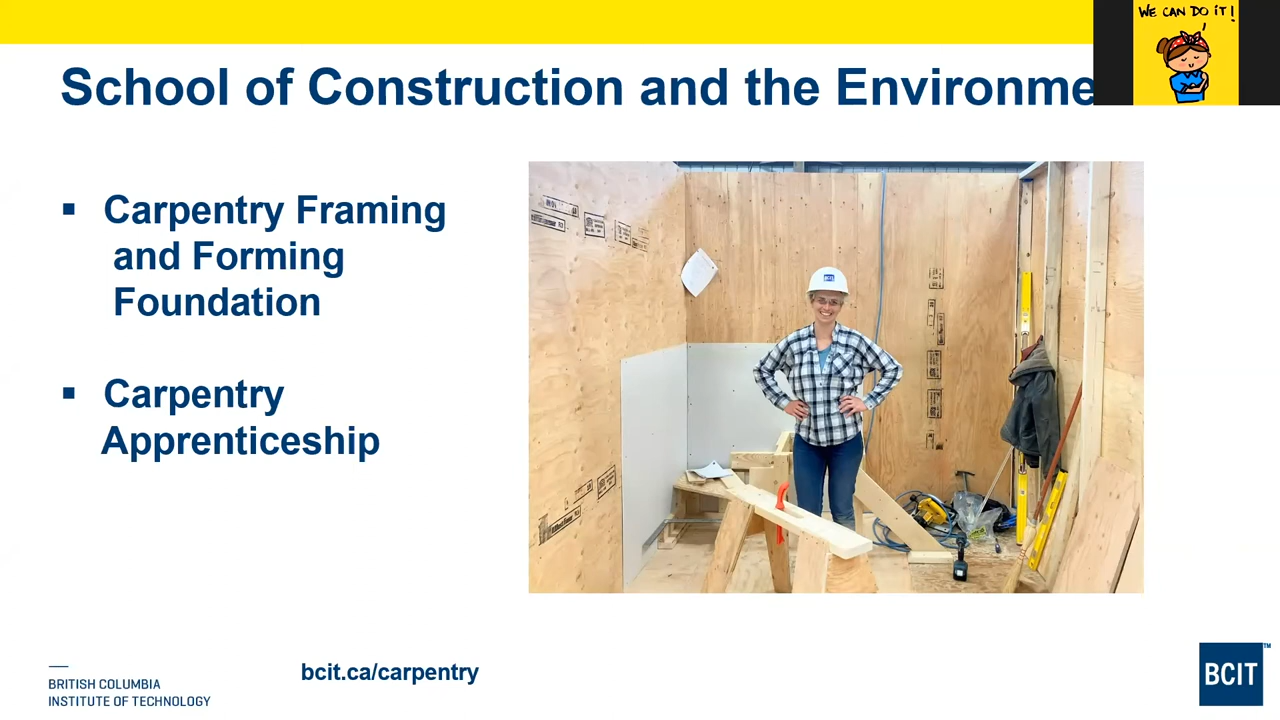 WE CAN DO iT!
School of Construction and the Environme
▪ Carpentry Framing
and Forming
Foundation
▪ Carpentry
Apprenticeship
bcit.ca/carpentry
BRITISH COLUMBIA
INSTITUTE OF TECHNOLOGY
BCIT
TM